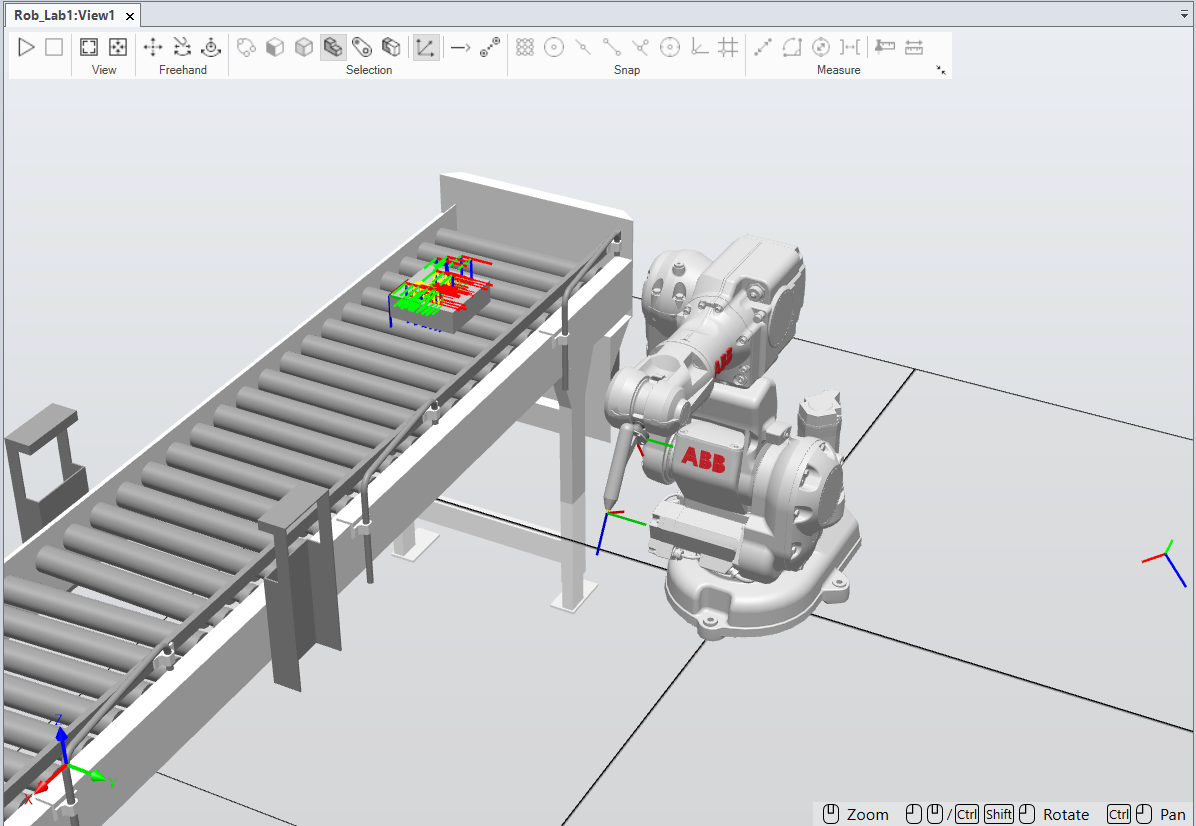 Rob_Lab1:View1
View
Freehand
Selection
Snap
Measure
ABB
ABB
Z
X
Y
Zoom
/ Ctrl Shift Rotate
Ctrl Pan